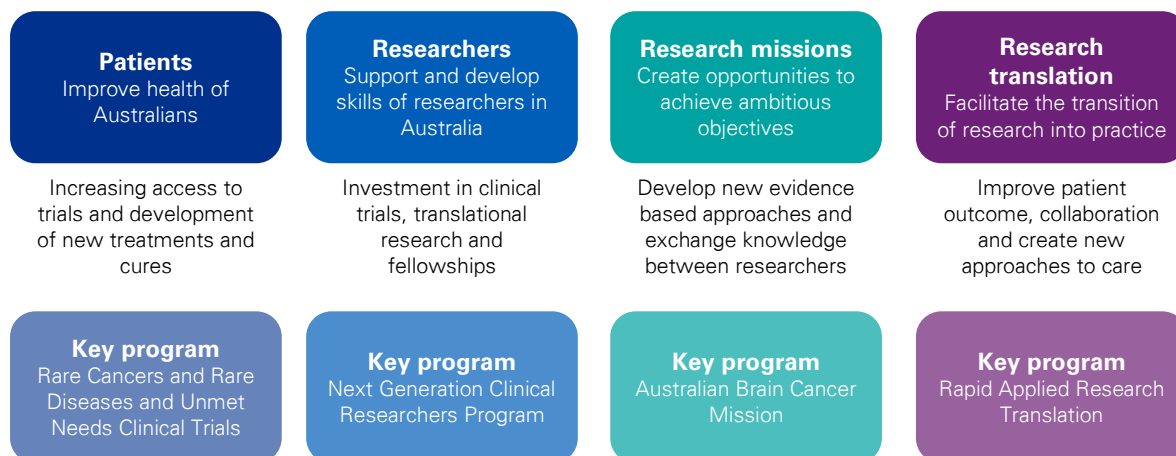 Patients
Improve health of
Australians
Researchers
Support and develop
skills of researchers in
Australia
Research missions
Create opportunities to
achieve ambitious
objectives
Research
translation
Facilitate the transition
of research into practice
Increasing access to
trials and development
of new treatments and
cures
Investment in clinical
trials, translational
research and
fellowships
Develop new evidence
based approaches and
exchange knowledge
between researchers
Improve patient
outcome, collaboration
and create new
approaches to care
Key program
Rare Cancers and Rare
Diseases and Unmet
Needs Clinical Trials
Key program
Next Generation Clinical
Researchers Program
Key program
Australian Brain Cancer
Mission
Key program
Rapid Applied Research
Translation